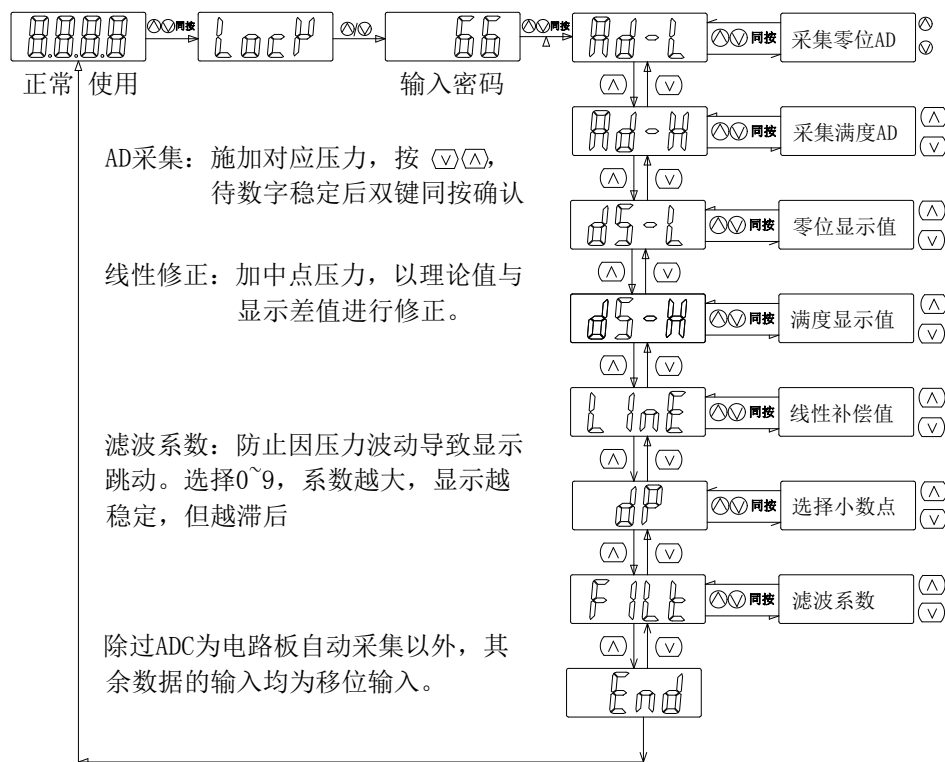 8.8.8.8 同按 LocK 66 同按 Ad-L 同按 采集零位AD
正常 使用
输入密码
Ad-H 同按 采集满度AD
AD采集：施加对应压力，按
待数字稳定后双键同按确认
dS-L 同按 零位显示值
线性修正：加中点压力，以理论值与
显示差值进行修正。
dS-H 同按 满度显示值
LinE 同按 线性补偿值
滤波系数：防止因压力波动导致显示
跳动。选择0~9，系数越大，显示越
稳定，但越滞后
dP 同按 选择小数点
FILt 同按 滤波系数
除过ADC为电路板自动采集以外，其
余数据的输入均为移位输入。
End